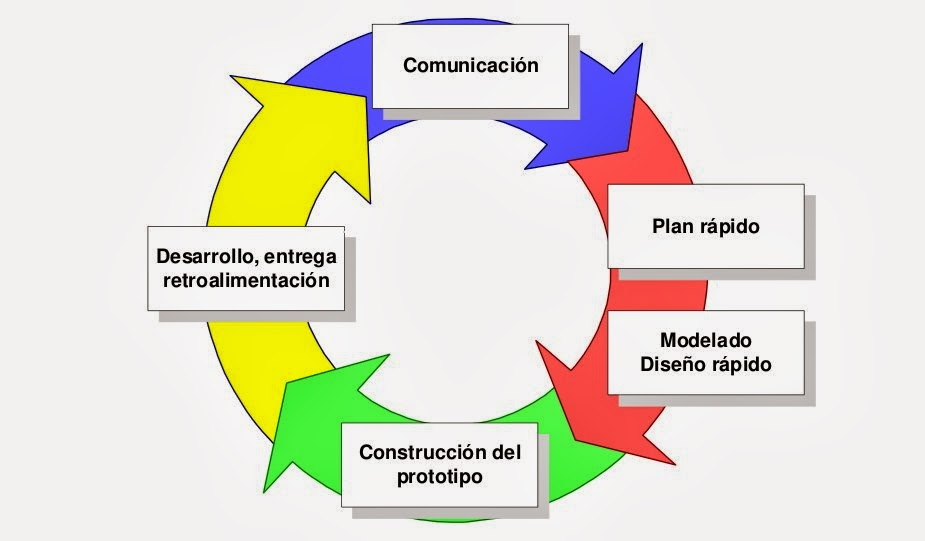 Comunicación
Plan rápido
Modelado
Diseño rápido
Construcción del
prototipo
Desarrollo, entrega
retroalimentación